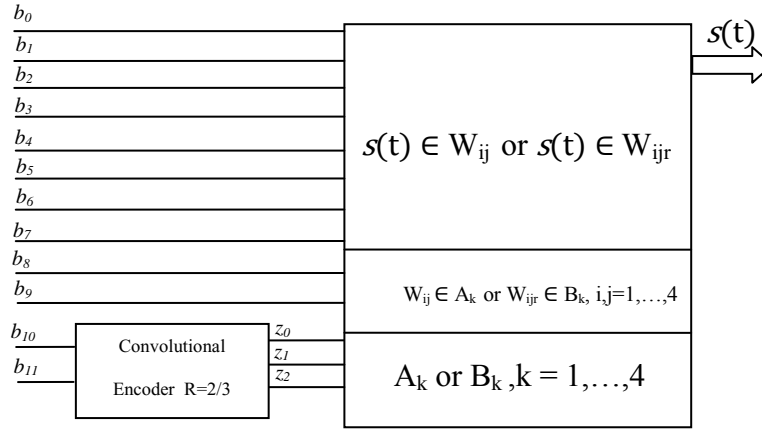 b₀
s(t)
b₁
b₂
b₃
b₄
s(t) ∈ Wᵢⱼ or s(t) ∈ Wᵢⱼᵣ
b₅
b₆
b₇
b₈
b₉
Wᵢⱼ ∈ Aₖ or Wᵢⱼᵣ ∈ Bₖ, i,j=1,…,4
b₁₀
z₀
Convolutional
z₁
b₁₁
z₂
Encoder R=2/3
Aₖ or Bₖ ,k = 1,…,4